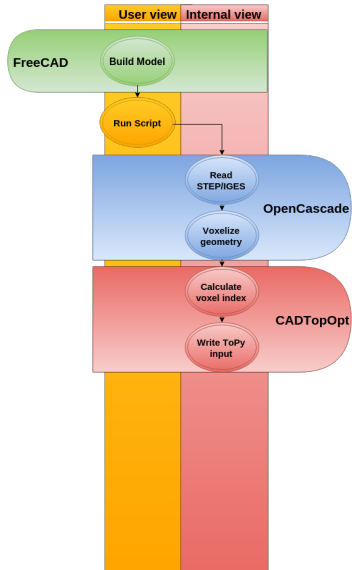 User view Internal view
FreeCAD
Build Model
Run Script
Read
STEP/IGES
OpenCascade
Voxelize
geometry
Calculate
voxel index
CADTopOpt
Write ToPy
input